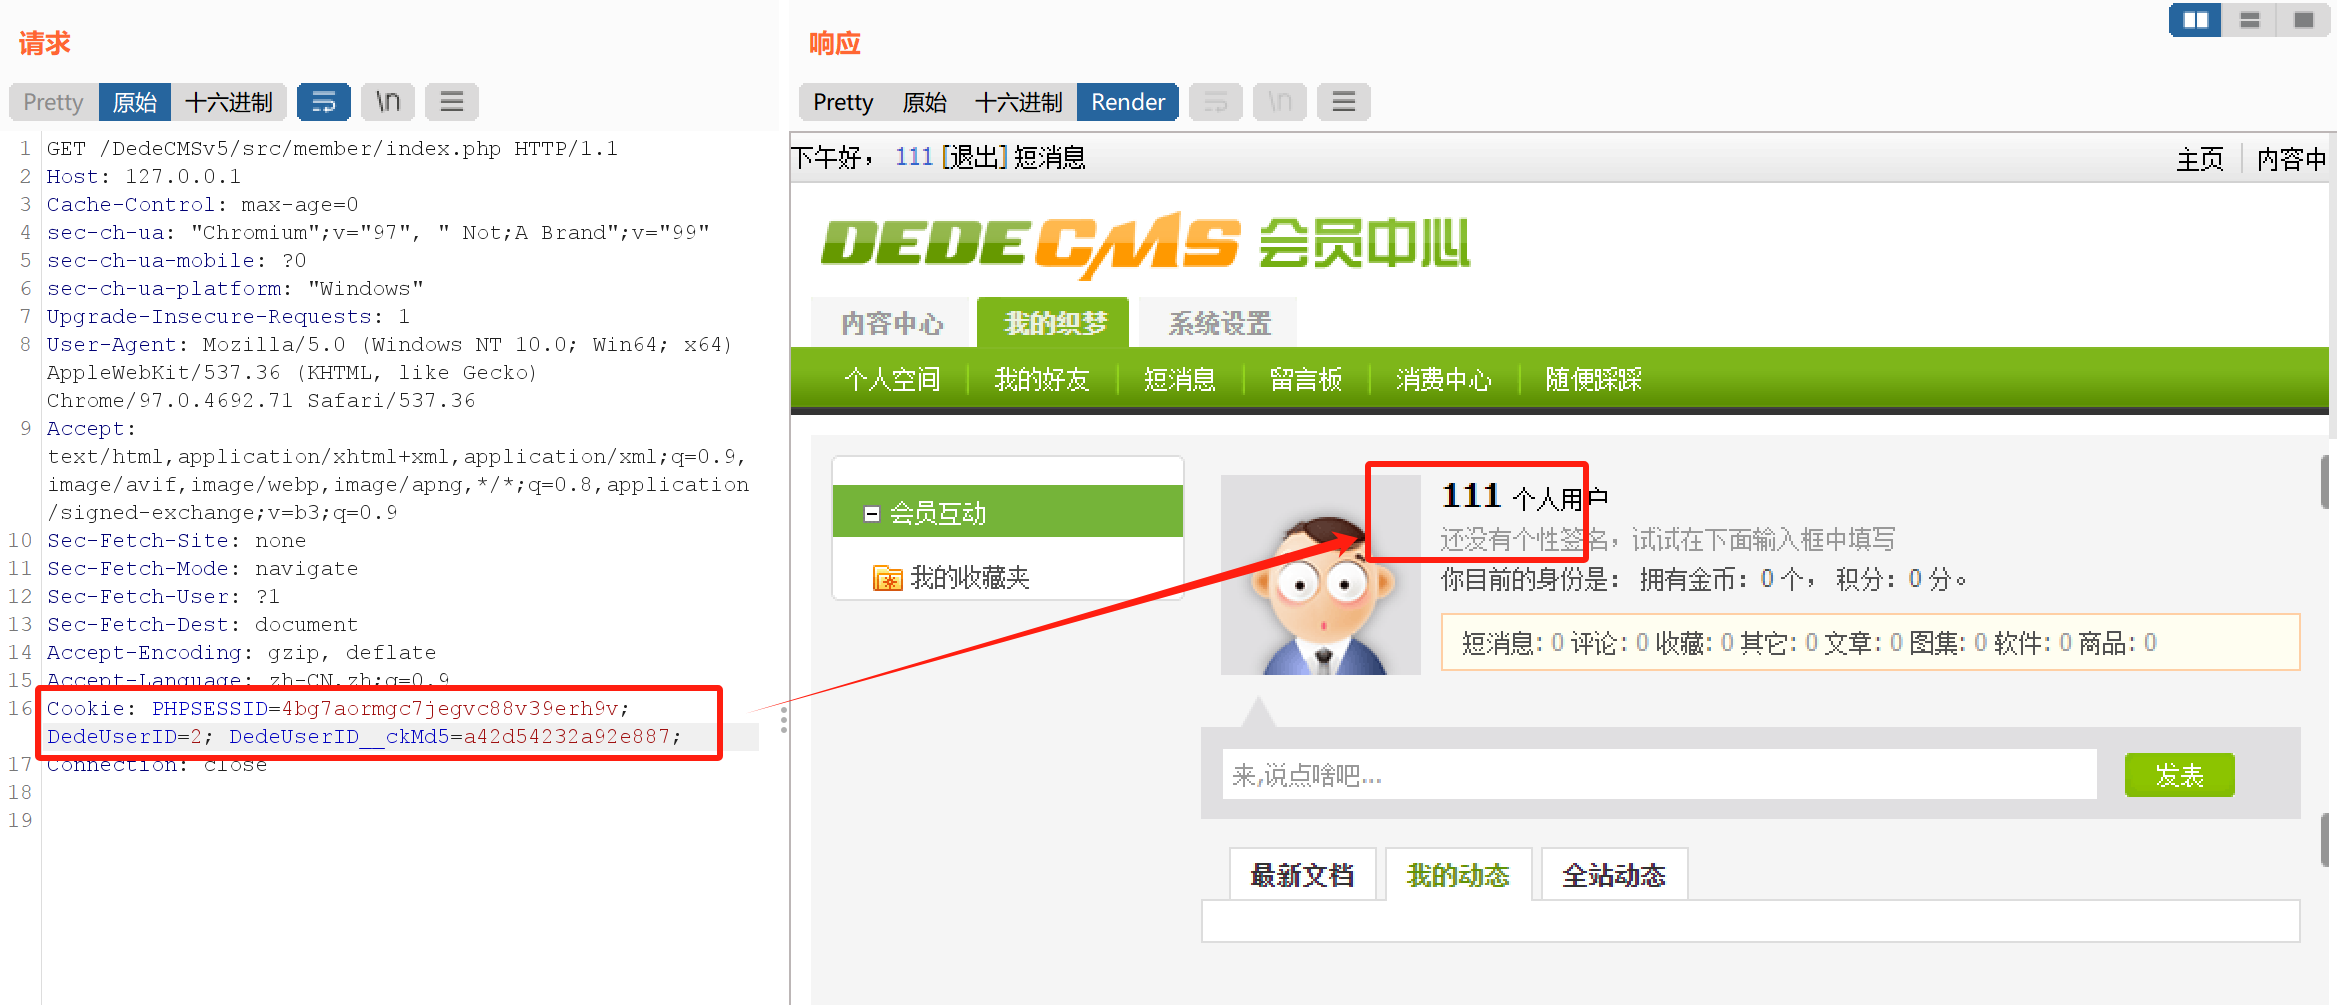 请求
Pretty 原始 十六进制 \n
1 GET /DedeCMSv5/src/member/index.php HTTP/1.1
2 Host: 127.0.0.1
3 Cache-Control: max-age=0
4 sec-ch-ua: "Chromium";v="97", " Not;A Brand";v="99"
5 sec-ch-ua-mobile: ?0
6 sec-ch-ua-platform: "Windows"
7 Upgrade-Insecure-Requests: 1
8 User-Agent: Mozilla/5.0 (Windows NT 10.0; Win64; x64)
AppleWebKit/537.36 (KHTML, like Gecko)
Chrome/97.0.4692.71 Safari/537.36
9 Accept:
text/html,application/xhtml+xml,application/xml;q=0.9,
image/avif,image/webp,image/apng,*/*;q=0.8,application
/signed-exchange;v=b3;q=0.9
10 Sec-Fetch-Site: none
11 Sec-Fetch-Mode: navigate
12 Sec-Fetch-User: ?1
13 Sec-Fetch-Dest: document
14 Accept-Encoding: gzip, deflate
15 Accept-Language: zh-CN,zh;q=0.9
16 Cookie: PHPSESSID=4bg7aormgc7jegvc88v39erh9v;
DedeUserID=2; DedeUserID__ckMd5=a42d54232a92e887;
17 Connection: close
18
19
响应
Pretty 原始 十六进制 Render \n
下午好， 111 [退出] 短消息
主页 内容中
DEDECMS 会员中心
内容中心 我的织梦 系统设置
个人空间 我的好友 短消息 留言板 消费中心 随便踩踩
会员互动
我的收藏夹
111 个人用户
还没有个性签名，试试在下面输入框中填写
你目前的身份是： 拥有金币：0 个， 积分：0 分。
短消息: 0 评论: 0 收藏: 0 其它: 0 文章: 0 图集: 0 软件: 0 商品: 0
来,说点啥吧...
发表
最新文档 我的动态 全站动态